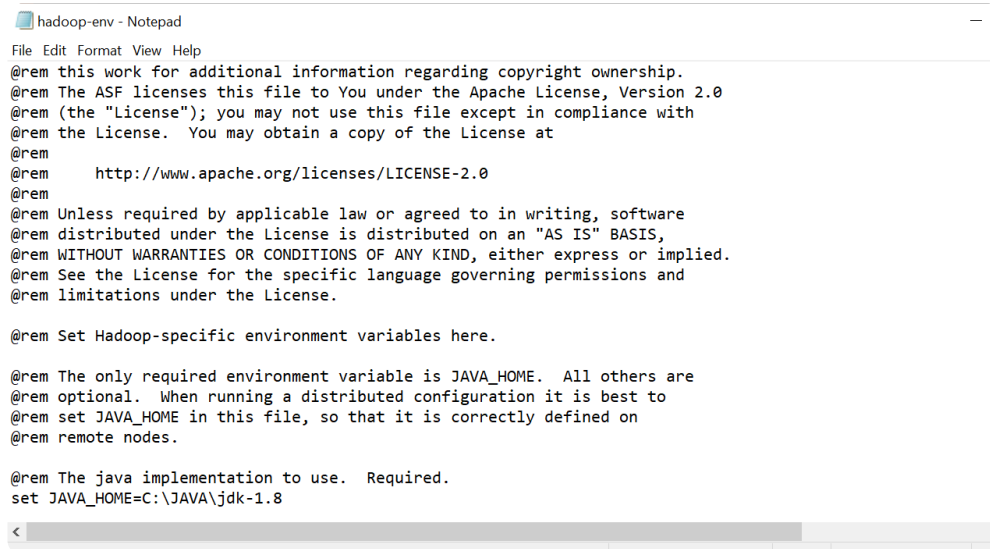 hadoop-env - Notepad
File Edit Format View Help
@rem this work for additional information regarding copyright ownership.
@rem The ASF licenses this file to You under the Apache License, Version 2.0
@rem (the "License"); you may not use this file except in compliance with
@rem the License.  You may obtain a copy of the License at
@rem
@rem     http://www.apache.org/licenses/LICENSE-2.0
@rem
@rem Unless required by applicable law or agreed to in writing, software
@rem distributed under the License is distributed on an "AS IS" BASIS,
@rem WITHOUT WARRANTIES OR CONDITIONS OF ANY KIND, either express or implied.
@rem See the License for the specific language governing permissions and
@rem limitations under the License.
@rem Set Hadoop-specific environment variables here.
@rem The only required environment variable is JAVA_HOME.  All others are
@rem optional.  When running a distributed configuration it is best to
@rem set JAVA_HOME in this file, so that it is correctly defined on
@rem remote nodes.
@rem The java implementation to use.  Required.
set JAVA_HOME=C:\JAVA\jdk-1.8